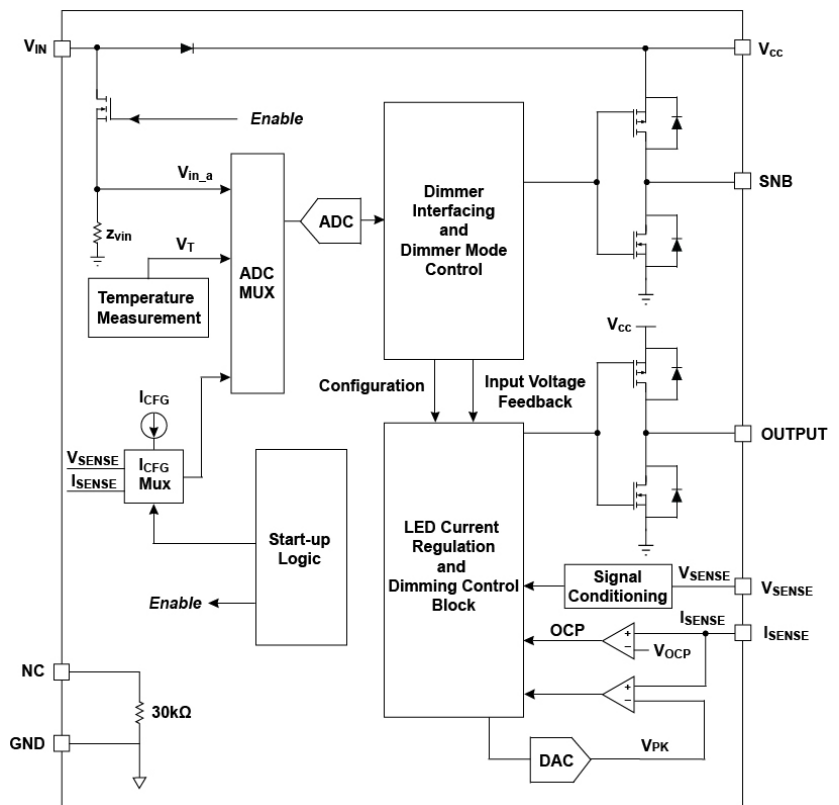 VIN
Vcc
Enable
Vin_a
zvin
VT
Temperature
Measurement
ADC
MUX
ADC
Dimmer
Interfacing
and
Dimmer Mode
Control
SNB
Vcc
Configuration
Input Voltage
Feedback
ICFG
VSENSE
ISENSE
ICFG
Mux
OUTPUT
Start-up
Logic
Enable
LED Current
Regulation
and
Dimming Control
Block
Signal
Conditioning
VSENSE
VSENSE
ISENSE
ISENSE
OCP
+
−
VOCP
+
−
NC
30kΩ
GND
DAC
VPK